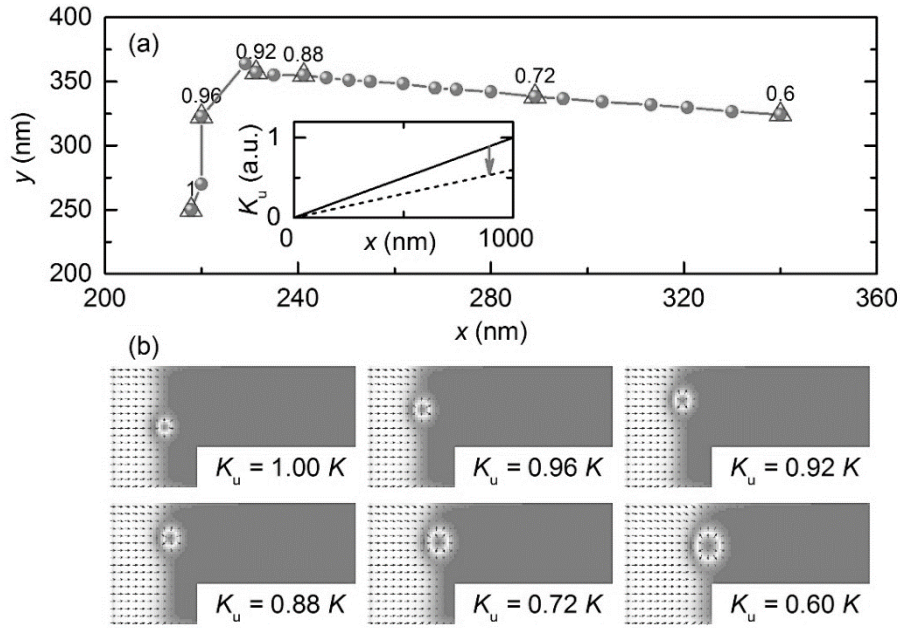 (a)
400
350
300
250
200
y (nm)
1
0.96
0.92
0.88
0.72
0.6
K_u (a.u.)
1
0
0
1000
x (nm)
200
240
280
320
360
x (nm)
(b)
K_u = 1.00 K
K_u = 0.96 K
K_u = 0.92 K
K_u = 0.88 K
K_u = 0.72 K
K_u = 0.60 K